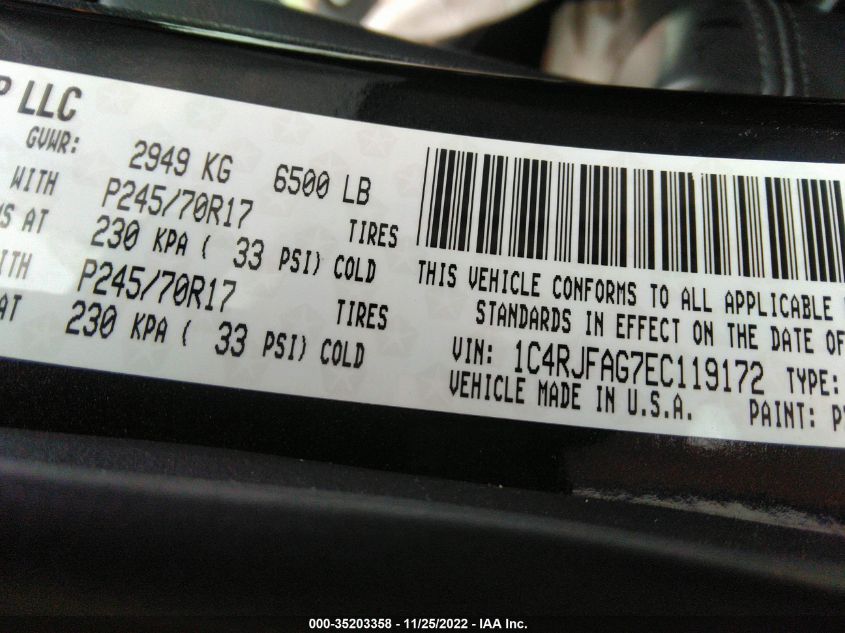 P LLC
GVWR: 2949 KG 6500 LB
WITH P245/70R17 TIRES
AT 230 KPA ( 33 PSI) COLD
P245/70R17 TIRES
230 KPA ( 33 PSI) COLD
THIS VEHICLE CONFORMS TO ALL APPLICABLE
STANDARDS IN EFFECT ON THE DATE OF
VIN: 1C4RJFAG7EC119172 TYPE:
VEHICLE MADE IN U.S.A. PAINT:
000-35203358 - 11/25/2022 - IAA Inc.